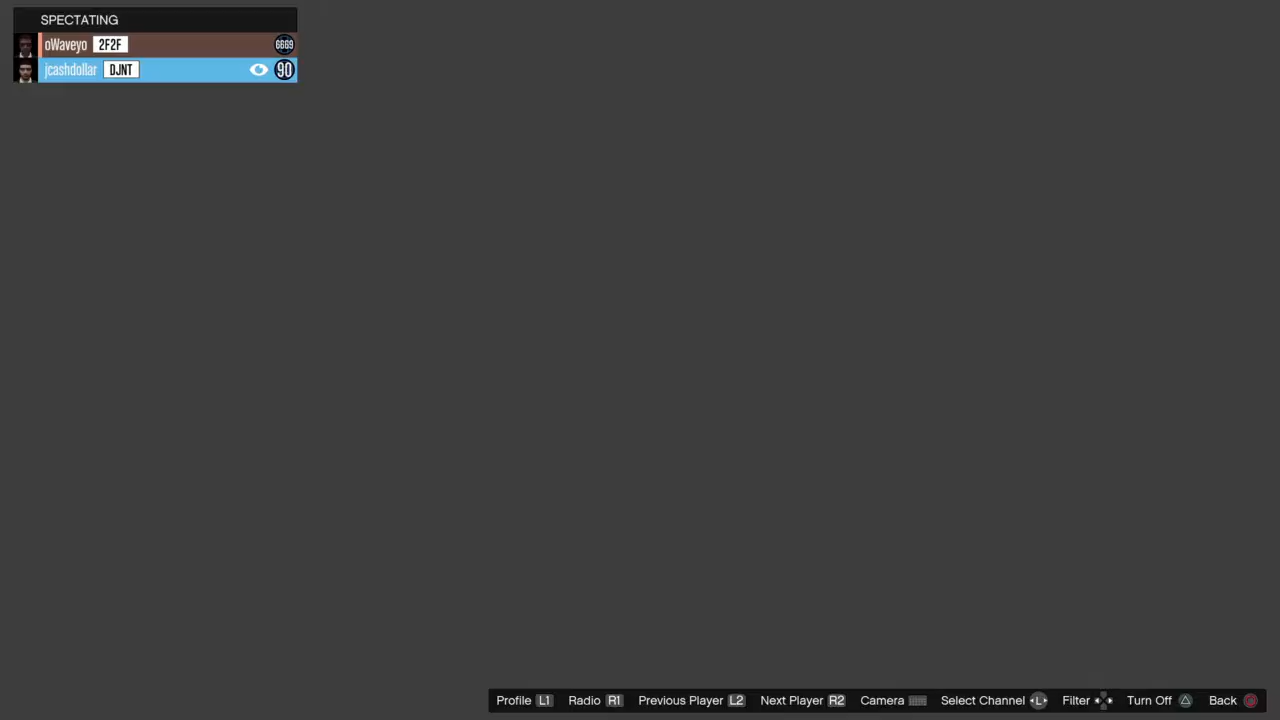 SPECTATING
oWaveyo 2F2F 6669
jcashdollar DJNT 90
Profile L1 Radio R1 Previous Player L2 Next Player R2 Camera Select Channel L Filter Turn Off Back